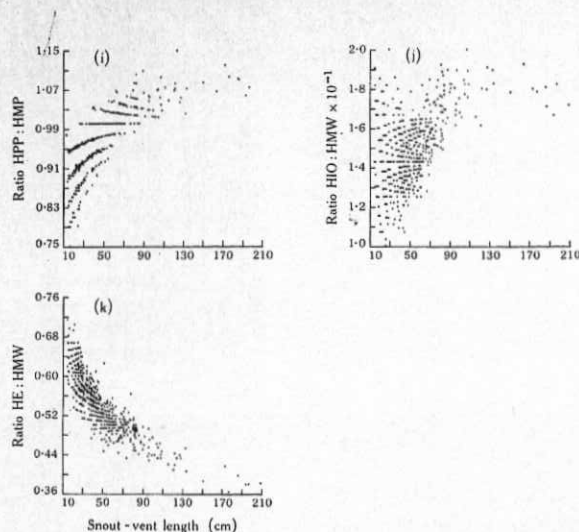 (i)
1·15
1·07
0·99
0·91
0·83
0·75
Ratio HPP : HMP
10 50 90 130 170 210
(j)
2·0
1·8
1·6
1·4
1·2
1·0
Ratio HIO : HMW × 10⁻¹
10 50 90 130 170 210
(k)
0·76
0·68
0·60
0·52
0·44
0·36
Ratio HE : HMW
10 50 90 130 170 210
Snout-vent length (cm)